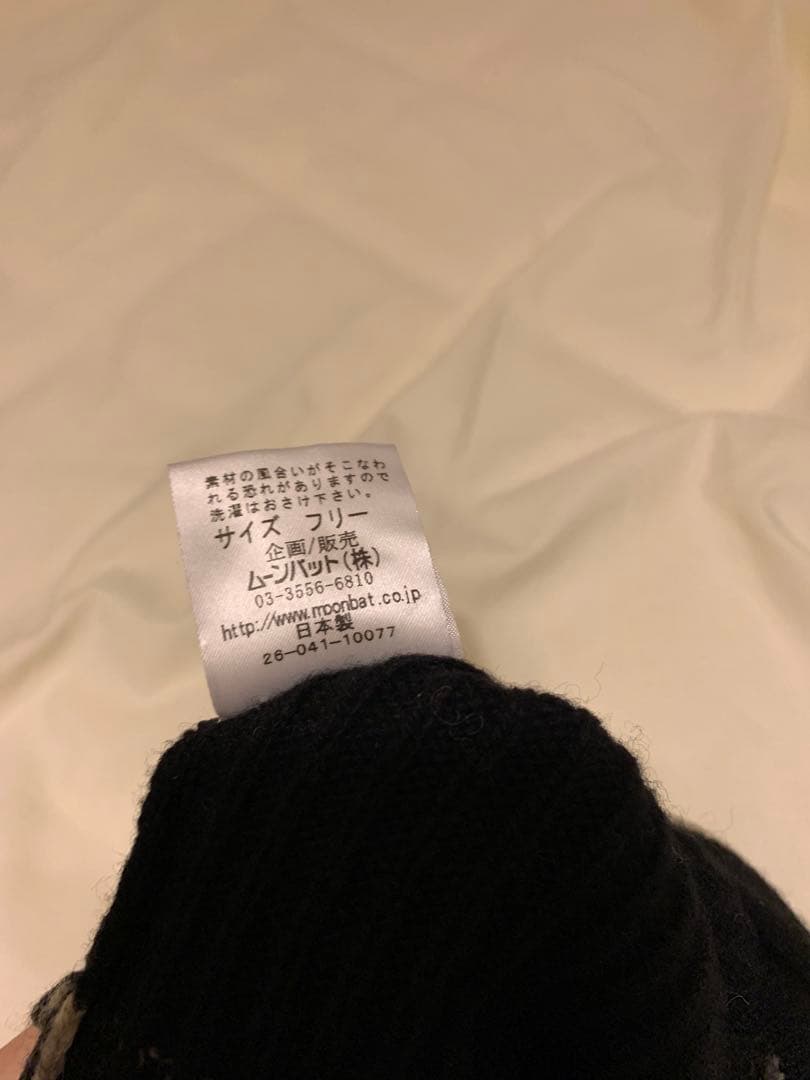 素材の風合いがそこなわ
れる恐れがありますので
洗濯はおさけ下さい。
サイズ フリー
企画/販売
ムーンバット(株)
03-3556-6810
http://www.moonbat.co.jp
日本製
26-041-10077